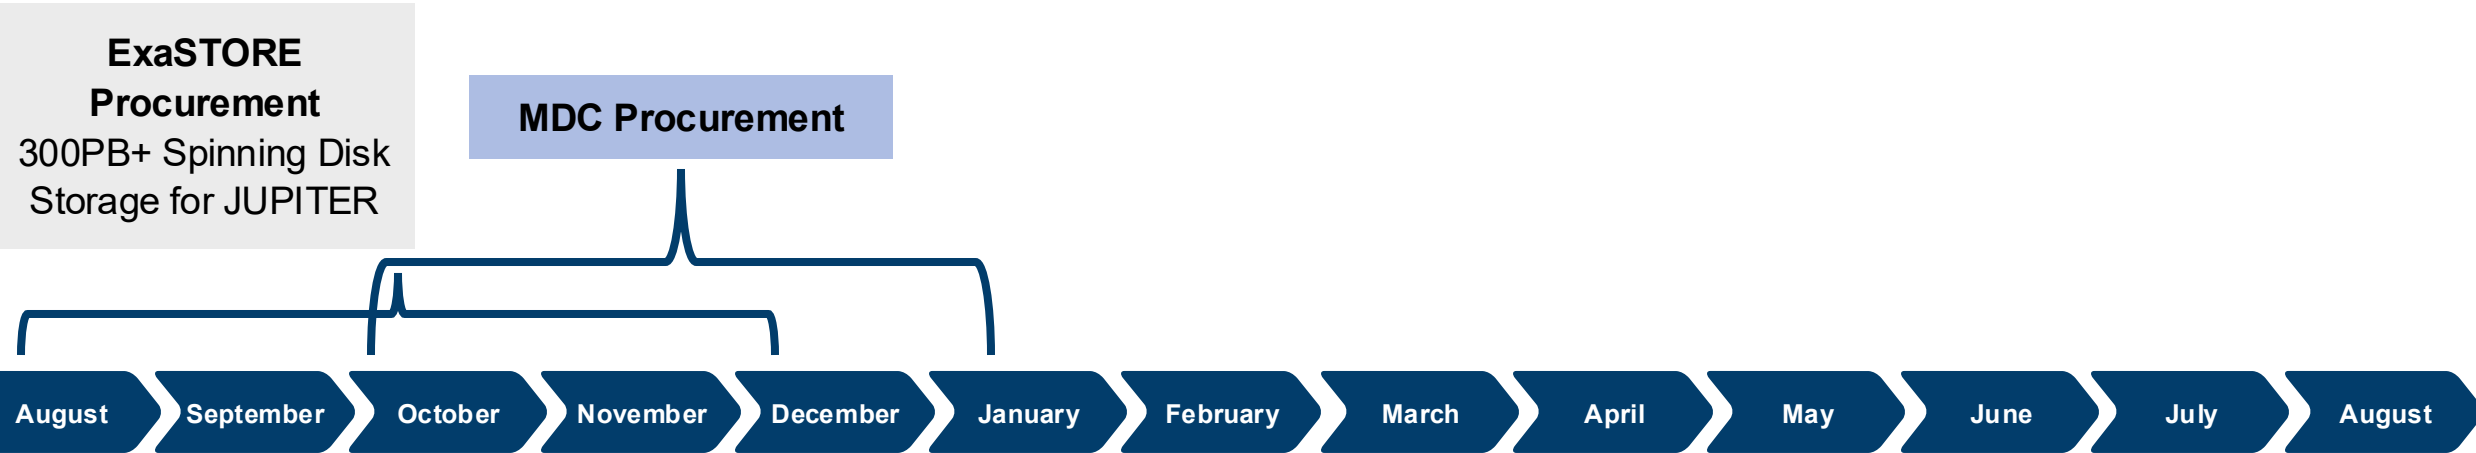 ExaSTORE
Procurement
300PB+ Spinning Disk
Storage for JUPITER
MDC Procurement
August
September
October
November
December
January
February
March
April
May
June
July
August